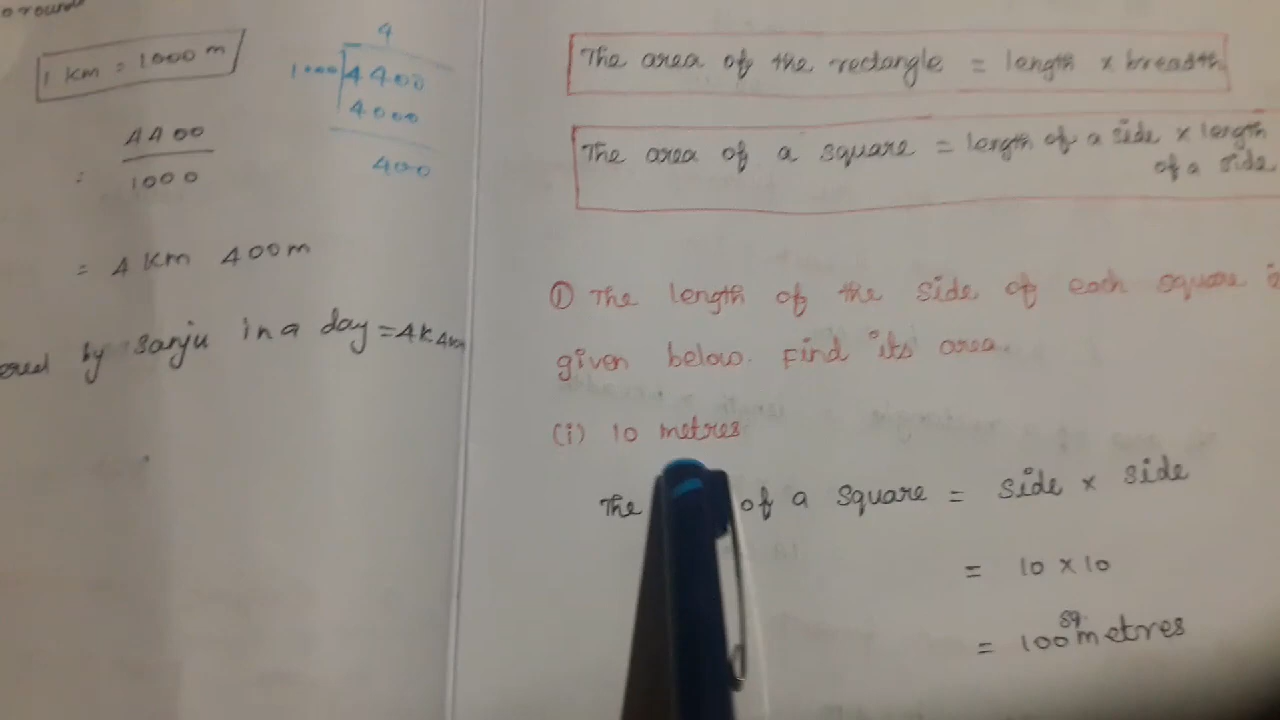 1 km = 1000 m
4400
1000
= 4 km 400m
by Sanju in a day =
4
1000 4400
4000
400
The area of the rectangle = length x breadth
The area of a square = length of a side x length
of a side
① The length of the side of each square
given below. Find its area.
(i) 10 metres
The of a square = side x side
= 10 x 10
= 100 sq metres